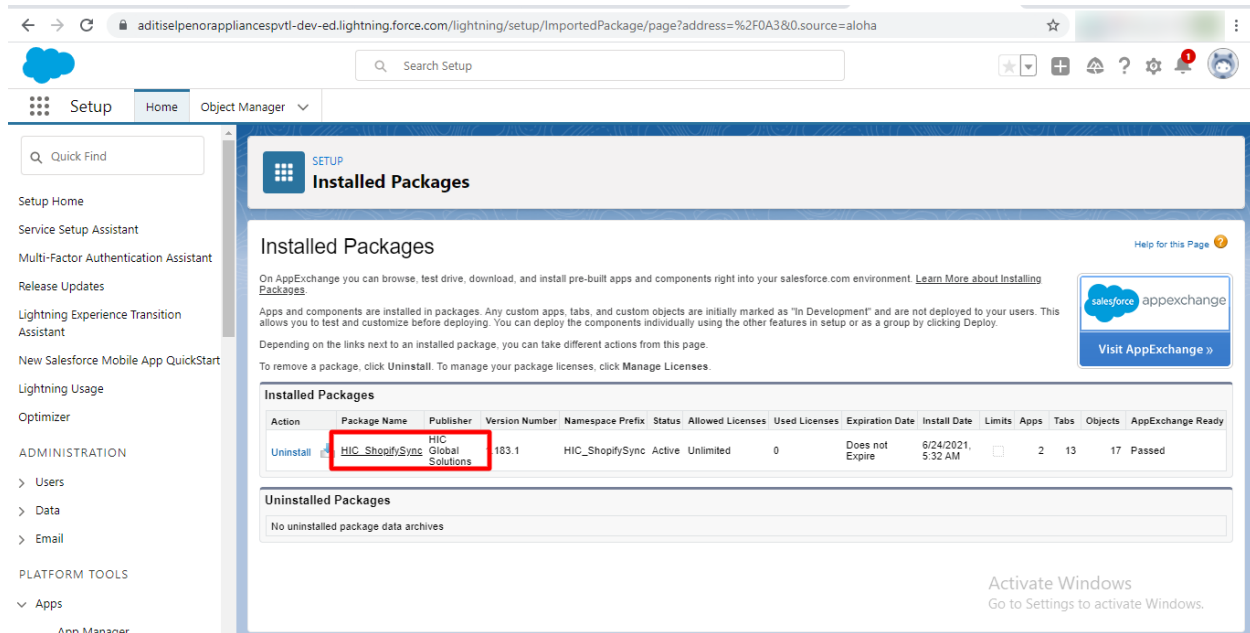 aditiselpenorappliancespvtl-dev-ed.lightning.force.com/lightning/setup/ImportedPackage/page?address=%2F0A3&0.source=aloha
Search Setup
1
Setup
Home
Object Manager
Quick Find
Setup Home
Service Setup Assistant
Multi-Factor Authentication Assistant
Release Updates
Lightning Experience Transition
Assistant
New Salesforce Mobile App QuickStart
Lightning Usage
Optimizer
ADMINISTRATION
Users
Data
Email
PLATFORM TOOLS
Apps
App Manager
SETUP
Installed Packages
Installed Packages
Help for this Page
On AppExchange you can browse, test drive, download, and install pre-built apps and components right into your salesforce.com environment. Learn More about Installing
Packages.
Apps and components are installed in packages. Any custom apps, tabs, and custom objects are initially marked as "In Development" and are not deployed to your users. This
allows you to test and customize before deploying. You can deploy the components individually using the other features in setup or as a group by clicking Deploy.
Depending on the links next to an installed package, you can take different actions from this page.
To remove a package, click Uninstall. To manage your package licenses, click Manage Licenses.
salesforce appexchange
Visit AppExchange »
Installed Packages
Action Package Name Publisher Version Number Namespace Prefix Status Allowed Licenses Used Licenses Expiration Date Install Date Limits Apps Tabs Objects AppExchange Ready
Uninstall HIC_ShopifySync HIC Global Solutions .183.1 HIC_ShopifySync Active Unlimited 0 Does not Expire 6/24/2021, 5:32 AM 2 13 17 Passed
Uninstalled Packages
No uninstalled package data archives
Activate Windows
Go to Settings to activate Windows.